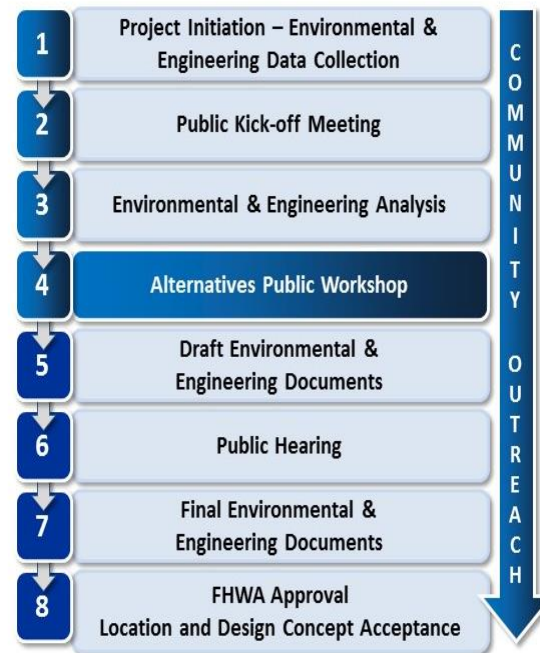 1
Project Initiation – Environmental &
Engineering Data Collection
2
Public Kick-off Meeting
3
Environmental & Engineering Analysis
4
Alternatives Public Workshop
5
Draft Environmental &
Engineering Documents
6
Public Hearing
7
Final Environmental &
Engineering Documents
8
FHWA Approval
Location and Design Concept Acceptance
COMMUNITY OUTREACH